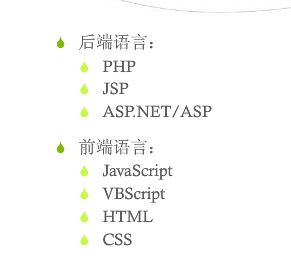 后端语言：
PHP
JSP
ASP.NET/ASP
前端语言：
JavaScript
VBScript
HTML
CSS